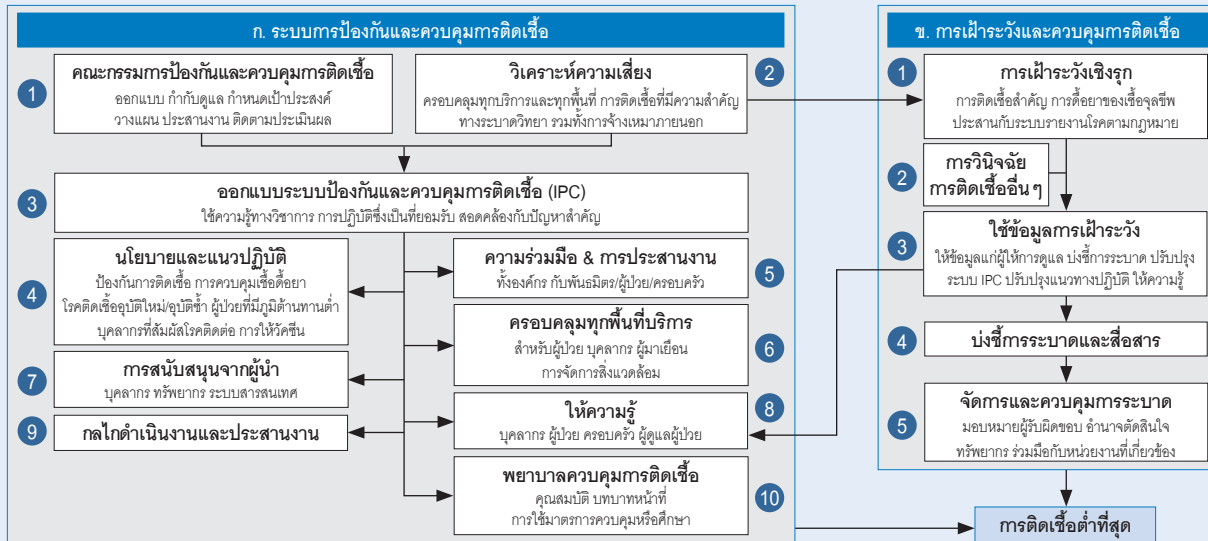 ก. ระบบการป้องกันและควบคุมการติดเชื้อ
1
คณะกรรมการป้องกันและควบคุมการติดเชื้อ
ออกแบบ กำกับดูแล กำหนดเป้าประสงค์
วางแผน ประสานงาน ติดตามประเมินผล
2
วิเคราะห์ความเสี่ยง
ครอบคลุมทุกบริการและทุกพื้นที่ การติดเชื้อที่มีความสำคัญ
ทางระบาดวิทยา รวมทั้งการจ้างเหมาภายนอก
3
ออกแบบระบบป้องกันและควบคุมการติดเชื้อ (IPC)
ใช้ความรู้ทางวิชาการ การปฏิบัติซึ่งเป็นที่ยอมรับ สอดคล้องกับปัญหาสำคัญ
4
นโยบายและแนวปฏิบัติ
ป้องกันการติดเชื้อ การควบคุมเชื้อดื้อยา
โรคติดเชื้ออุบัติใหม่/อุบัติซ้ำ ผู้ป่วยที่มีภูมิต้านทานต่ำ
บุคลากรที่สัมผัสโรคติดต่อ การให้วัคซีน
5
ความร่วมมือ & การประสานงาน
ทั้งองค์กร กับพันธมิตร/ผู้ป่วย/ครอบครัว
6
ครอบคลุมทุกพื้นที่บริการ
สำหรับผู้ป่วย บุคลากร ผู้มาเยือน
การจัดการสิ่งแวดล้อม
7
การสนับสนุนจากผู้นำ
บุคลากร ทรัพยากร ระบบสารสนเทศ
8
ให้ความรู้
บุคลากร ผู้ป่วย ครอบครัว ผู้ดูแลผู้ป่วย
9
กลไกดำเนินงานและประสานงาน
10
พยาบาลควบคุมการติดเชื้อ
คุณสมบัติ บทบาทหน้าที่
การใช้มาตรการควบคุมหรือศึกษา
ข. การเฝ้าระวังและควบคุมการติดเชื้อ
1
การเฝ้าระวังเชิงรุก
การติดเชื้อสำคัญ การดื้อยาของเชื้อจุลชีพ
ประสานกับระบบรายงานโรคตามกฎหมาย
2
การวินิจฉัย
การติดเชื้ออื่นๆ
3
ใช้ข้อมูลการเฝ้าระวัง
ให้ข้อมูลแก่ผู้ให้การดูแล บ่งชี้การระบาด ปรับปรุง
ระบบ IPC ปรับปรุงแนวทางปฏิบัติ ให้ความรู้
4
บ่งชี้การระบาดและสื่อสาร
5
จัดการและควบคุมการระบาด
มอบหมายผู้รับผิดชอบ อำนาจตัดสินใจ
ทรัพยากร ร่วมมือกับหน่วยงานที่เกี่ยวข้อง
การติดเชื้อต่ำที่สุด